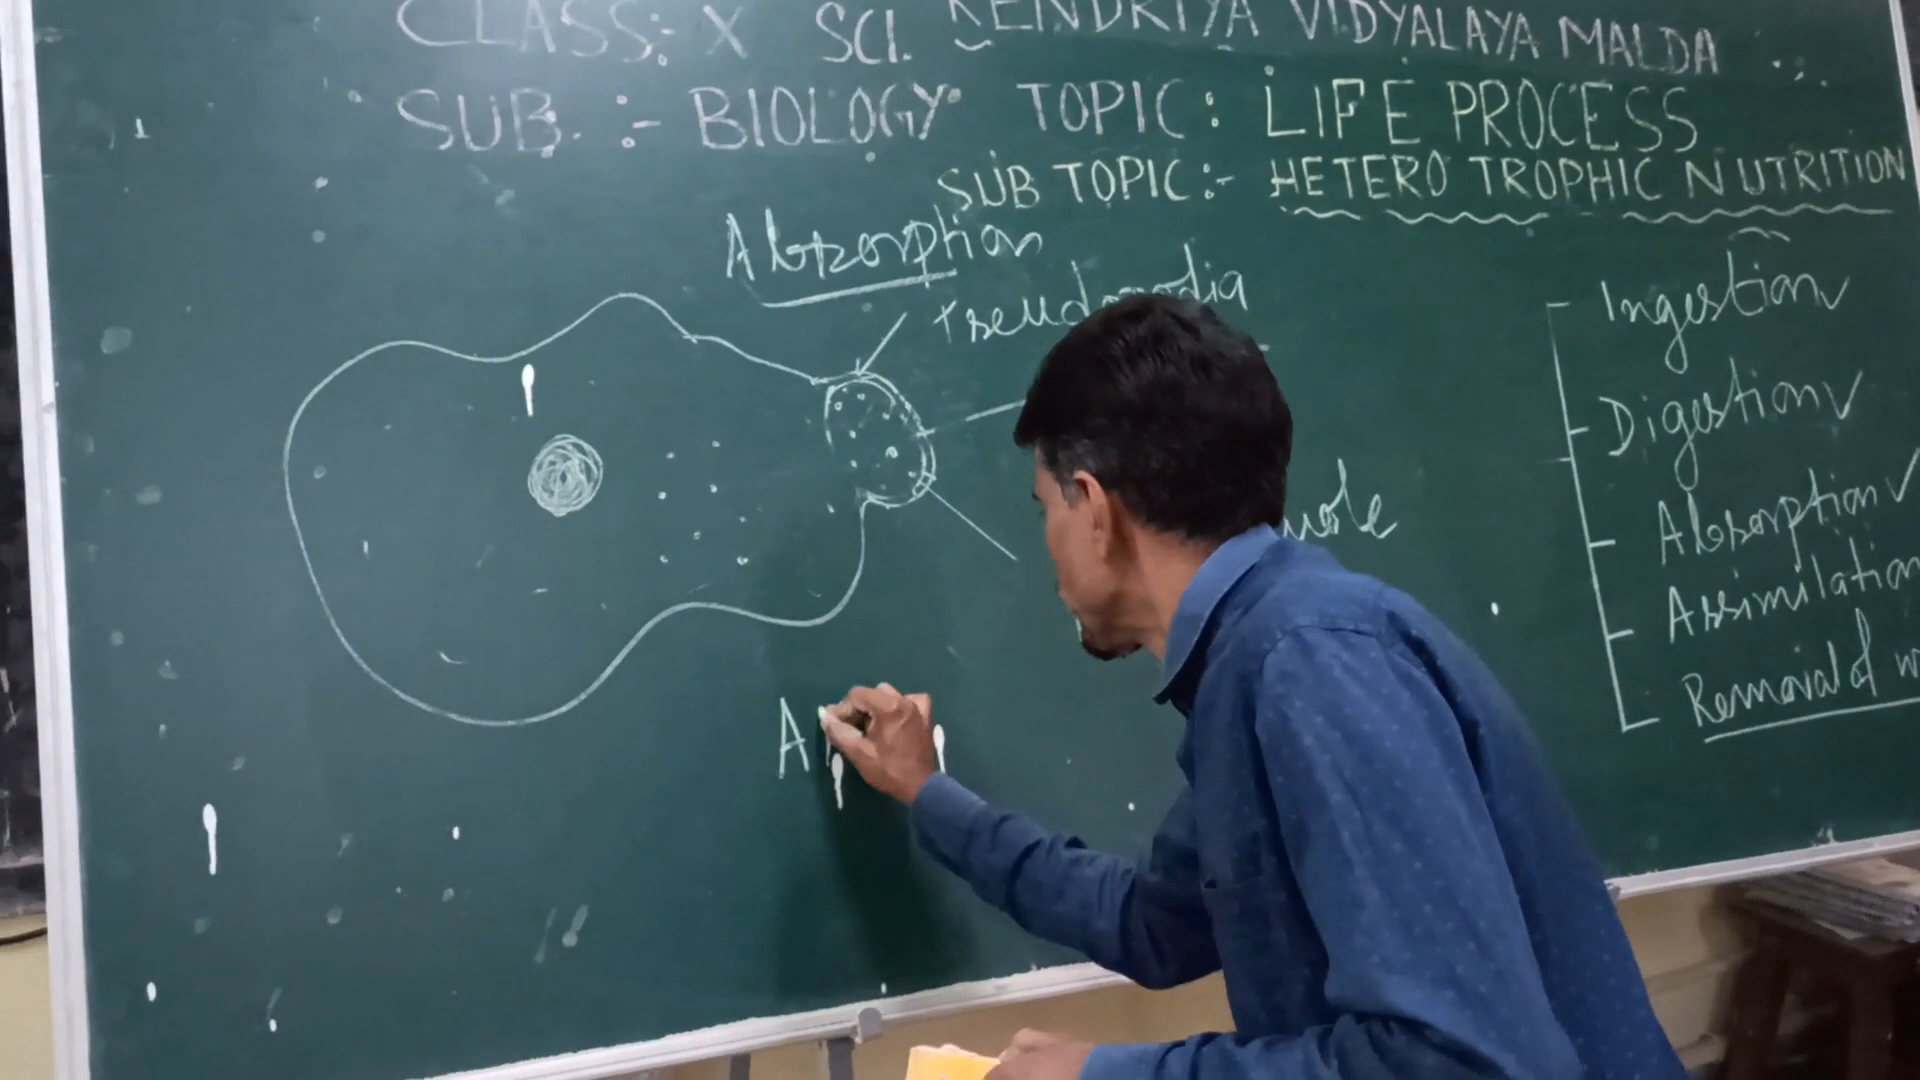 CLASS:- X SCI. KENDRIYA VIDYALAYA MALDA
SUB. :- BIOLOGY TOPIC: LIFE PROCESS
SUB TOPIC:- HETERO TROPHIC NUTRITION
Absorption
Pseudopodia
Ingestion ✓
Digestion ✓
Absorption ✓
Assimilation
Removal of
A